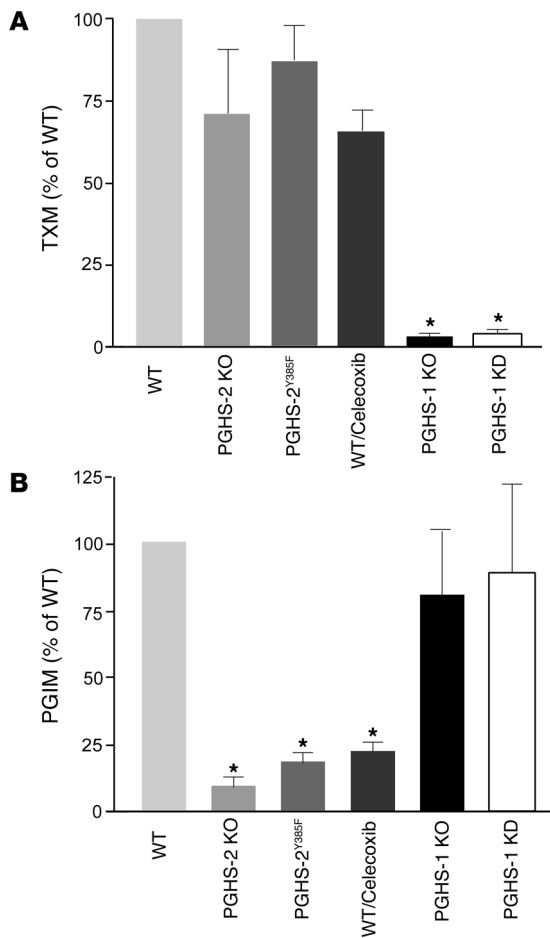 A
TXM (% of WT)
100
75
50
25
0
*
*
WT
PGHS-2 KO
PGHS-2Y385F
WT/Celecoxib
PGHS-1 KO
PGHS-1 KD
B
PGIM (% of WT)
125
100
75
50
25
0
*
*
*
WT
PGHS-2 KO
PGHS-2Y385F
WT/Celecoxib
PGHS-1 KO
PGHS-1 KD